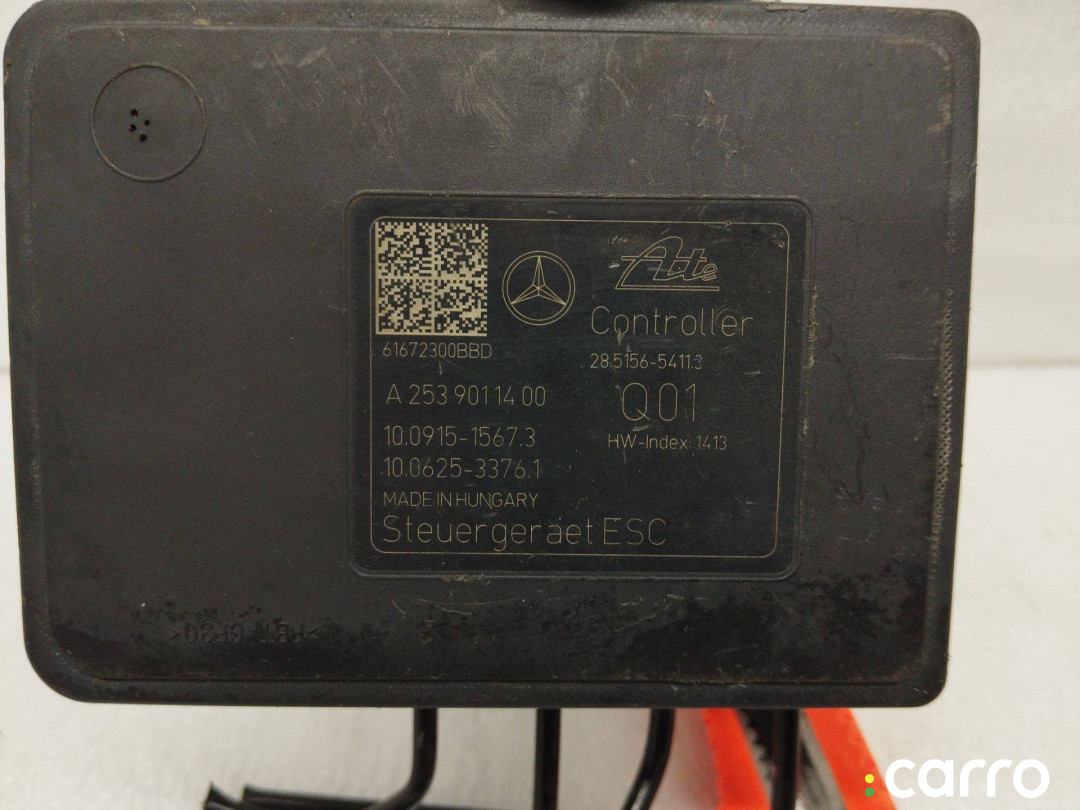 Ate
Controller
61672300BBD
28.5156-5411.3
A 253 901 14 00
Q01
10.0915-1567.3
HW-Index: 1413
10.0625-3376.1
MADE IN HUNGARY
Steuergeraet ESC
carro